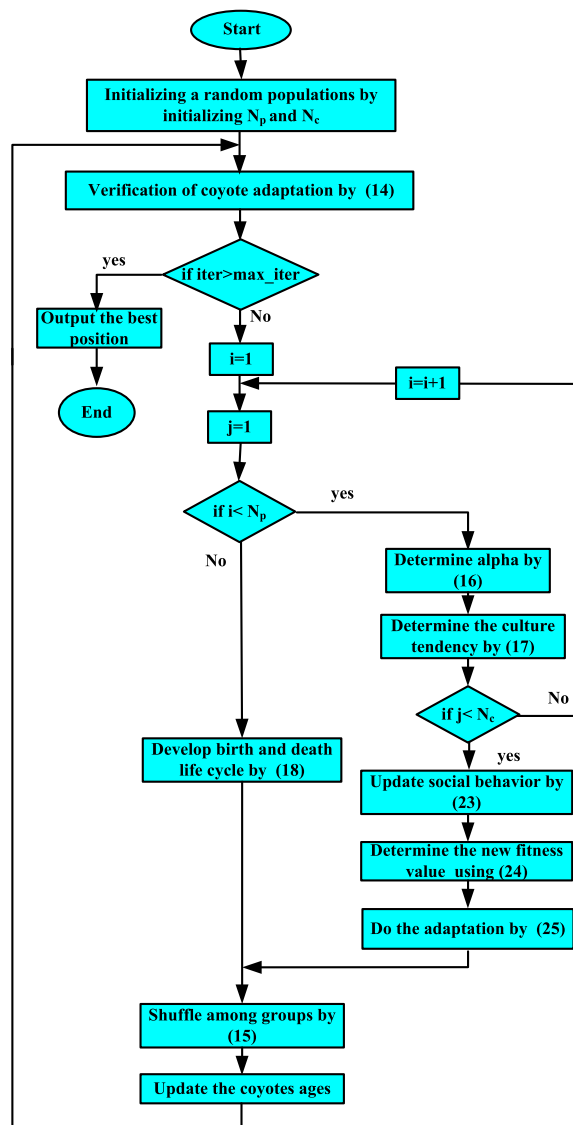 Start
Initializing a random populations by
initializing Np and Nc
Verification of coyote adaptation by (14)
yes
if iter>max_iter
Output the best
position
No
i=1
i=i+1
End
j=1
yes
if i< Np
No
Determine alpha by
(16)
Determine the culture
tendency by (17)
if j< Nc
No
yes
Develop birth and death
life cycle by (18)
Update social behavior by
(23)
Determine the new fitness
value using (24)
Do the adaptation by (25)
Shuffle among groups by
(15)
Update the coyotes ages